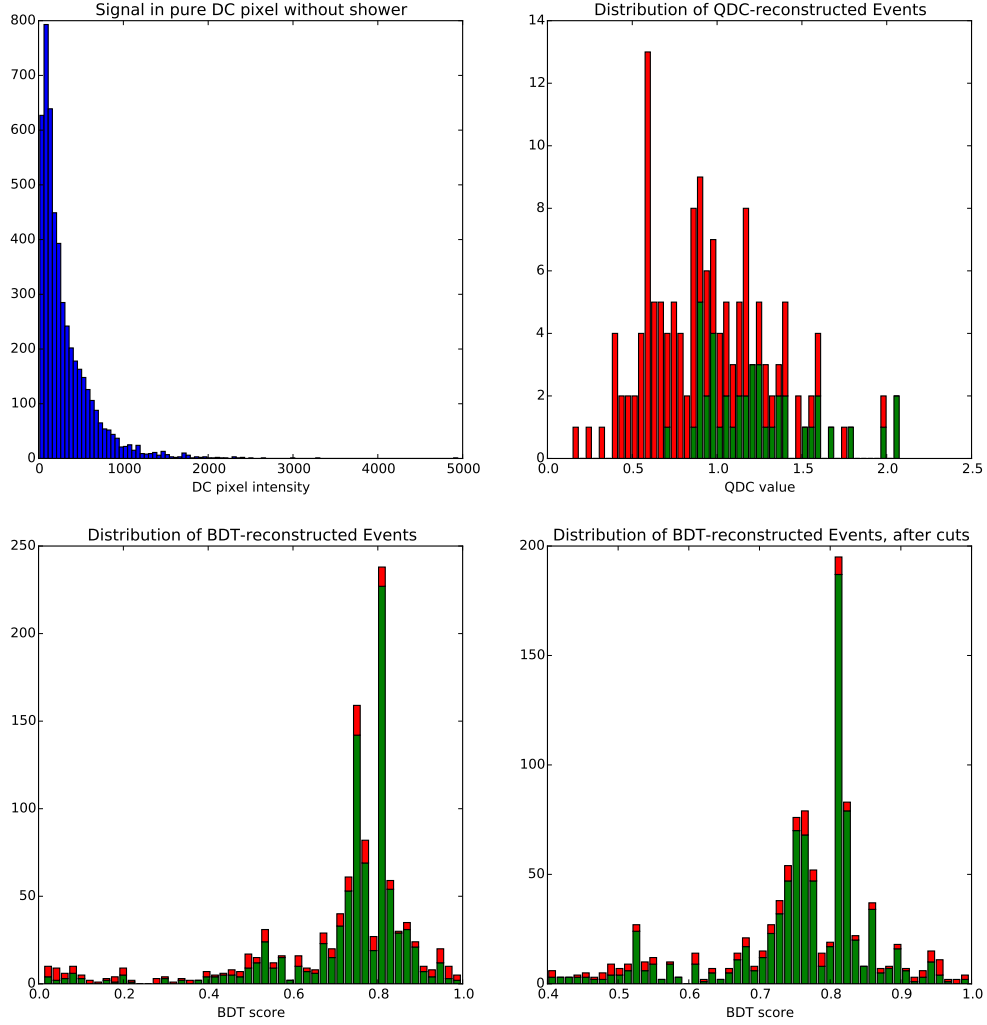 Signal in pure DC pixel without shower
800
700
600
500
400
300
200
100
0
0 1000 2000 3000 4000 5000
DC pixel intensity
Distribution of QDC-reconstructed Events
14
12
10
8
6
4
2
0
0.0 0.5 1.0 1.5 2.0 2.5
QDC value
Distribution of BDT-reconstructed Events
250
200
150
100
50
0
0.0 0.2 0.4 0.6 0.8 1.0
BDT score
Distribution of BDT-reconstructed Events, after cuts
200
150
100
50
0
0.4 0.5 0.6 0.7 0.8 0.9 1.0
BDT score